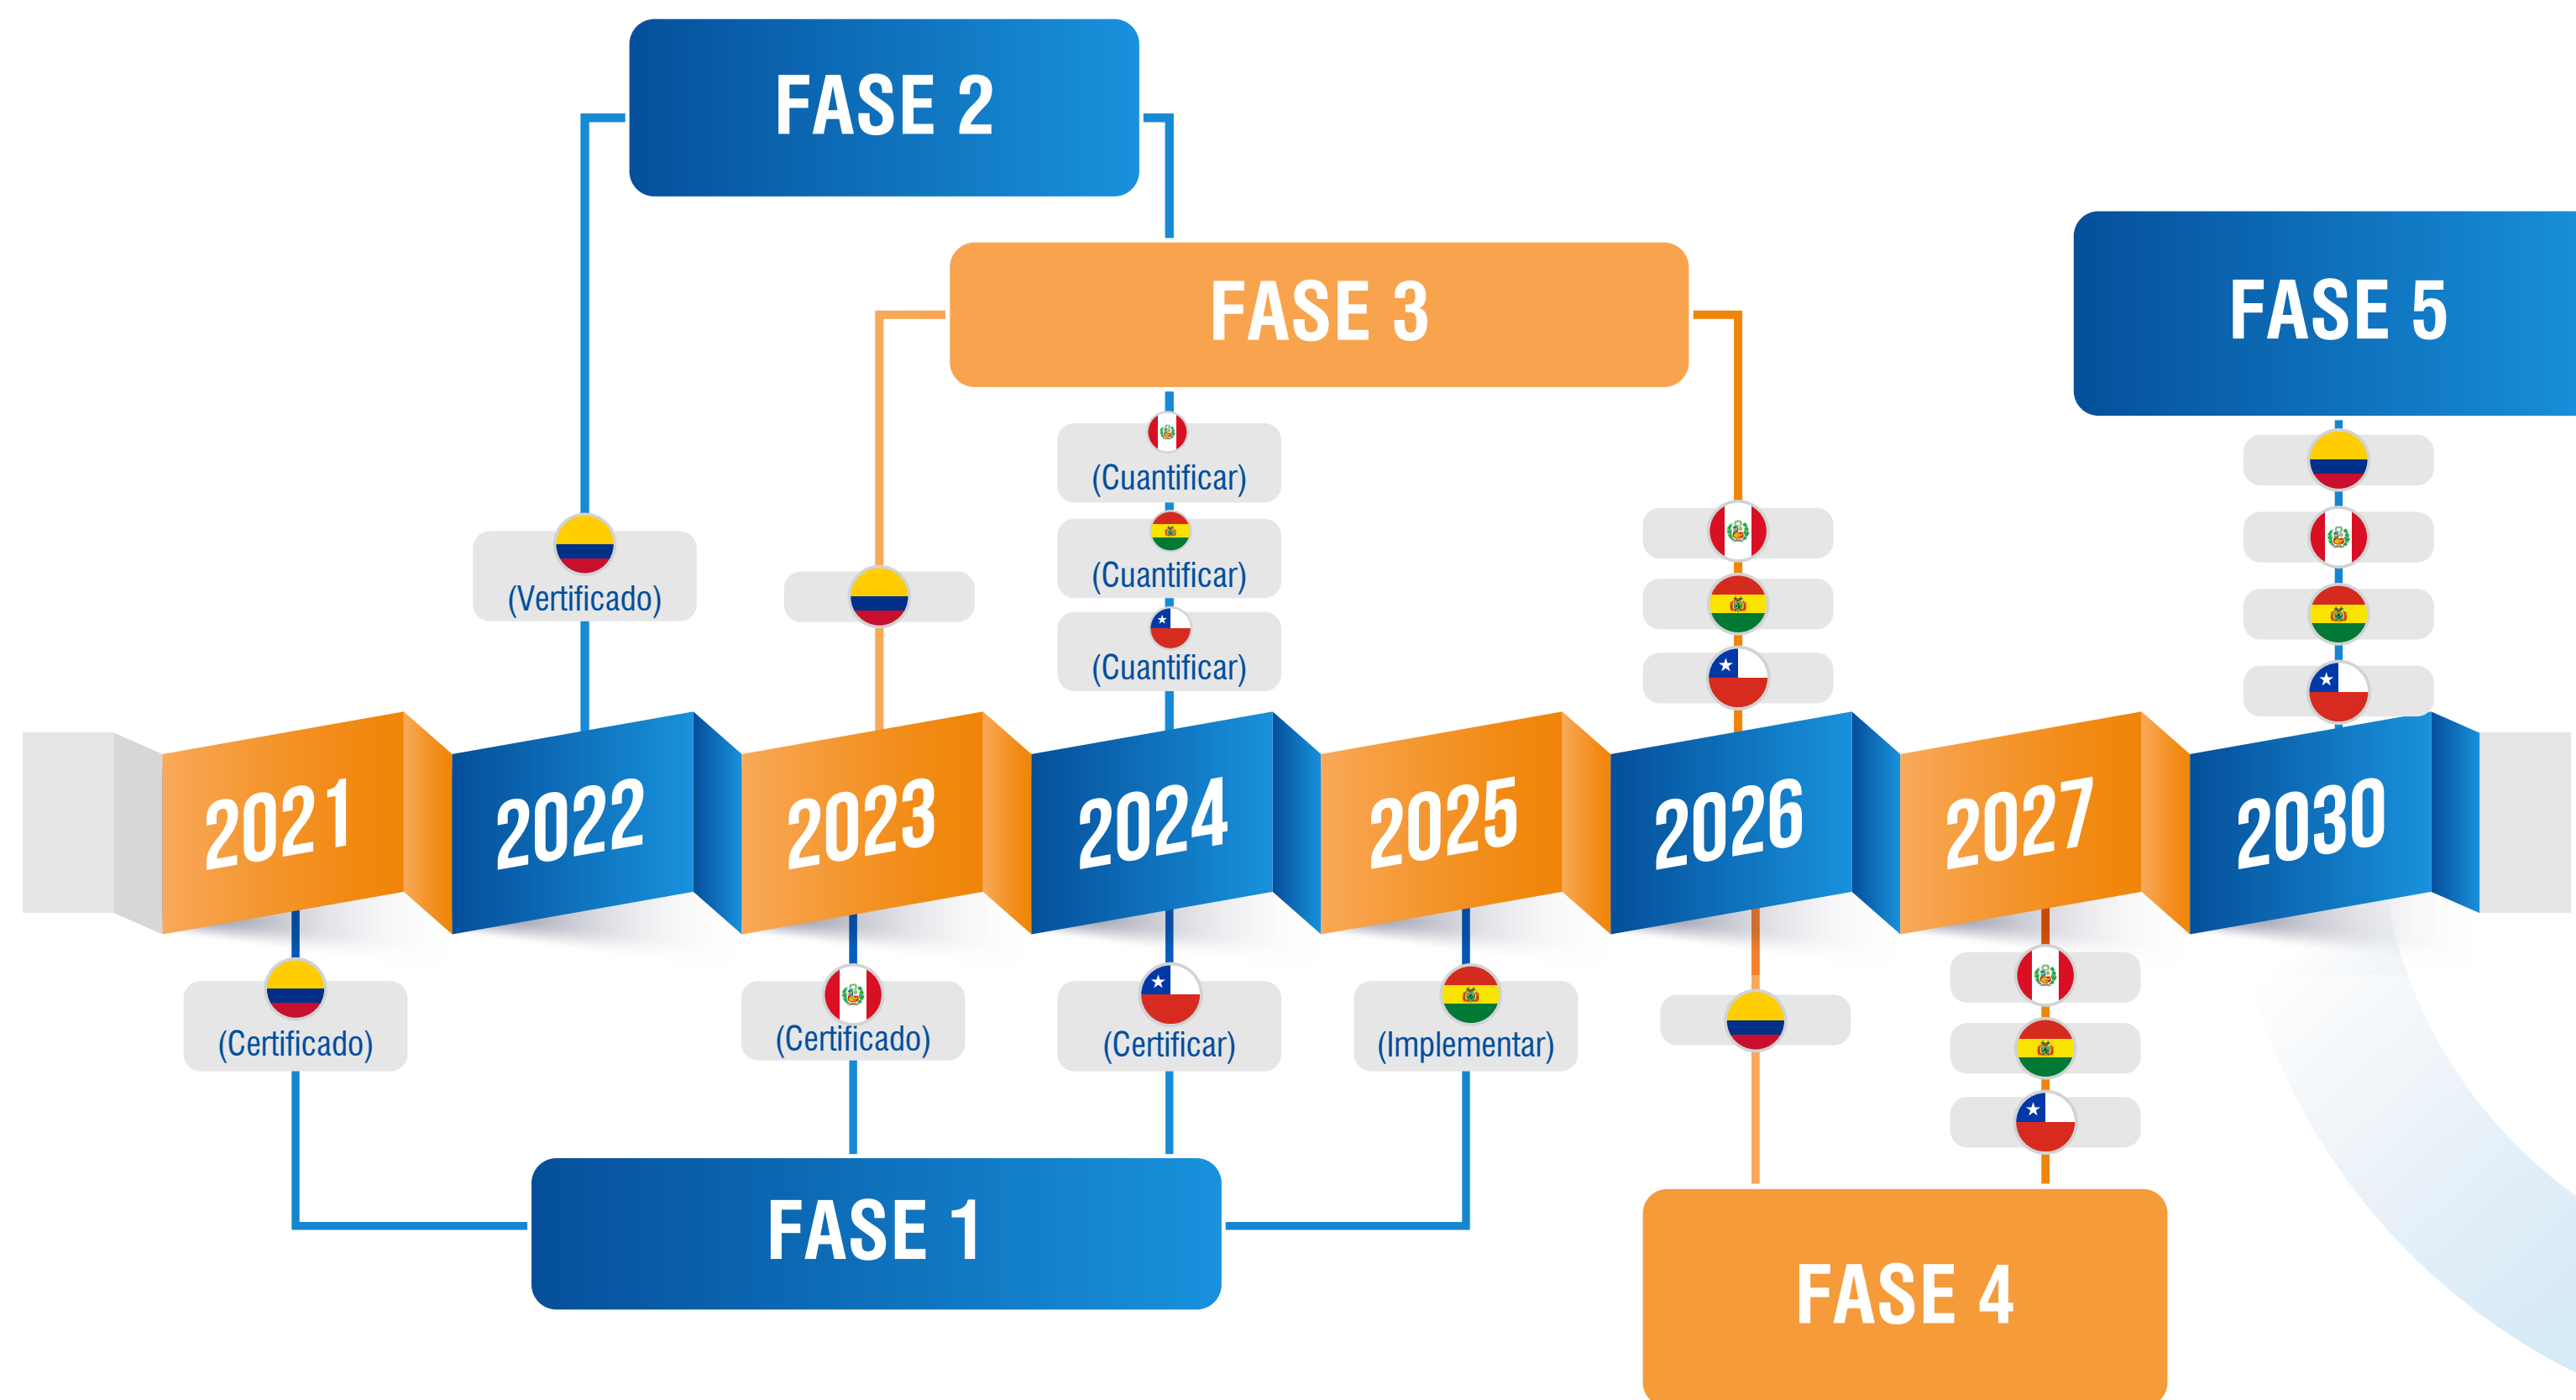 FASE 2
FASE 3
FASE 5
(Cuantificar)
(Cuantificar)
(Vertificado)
(Cuantificar)
2021
2022
2023
2024
2025
2026
2027
2030
(Certificado)
(Certificado)
(Certificar)
(Implementar)
FASE 1
FASE 4